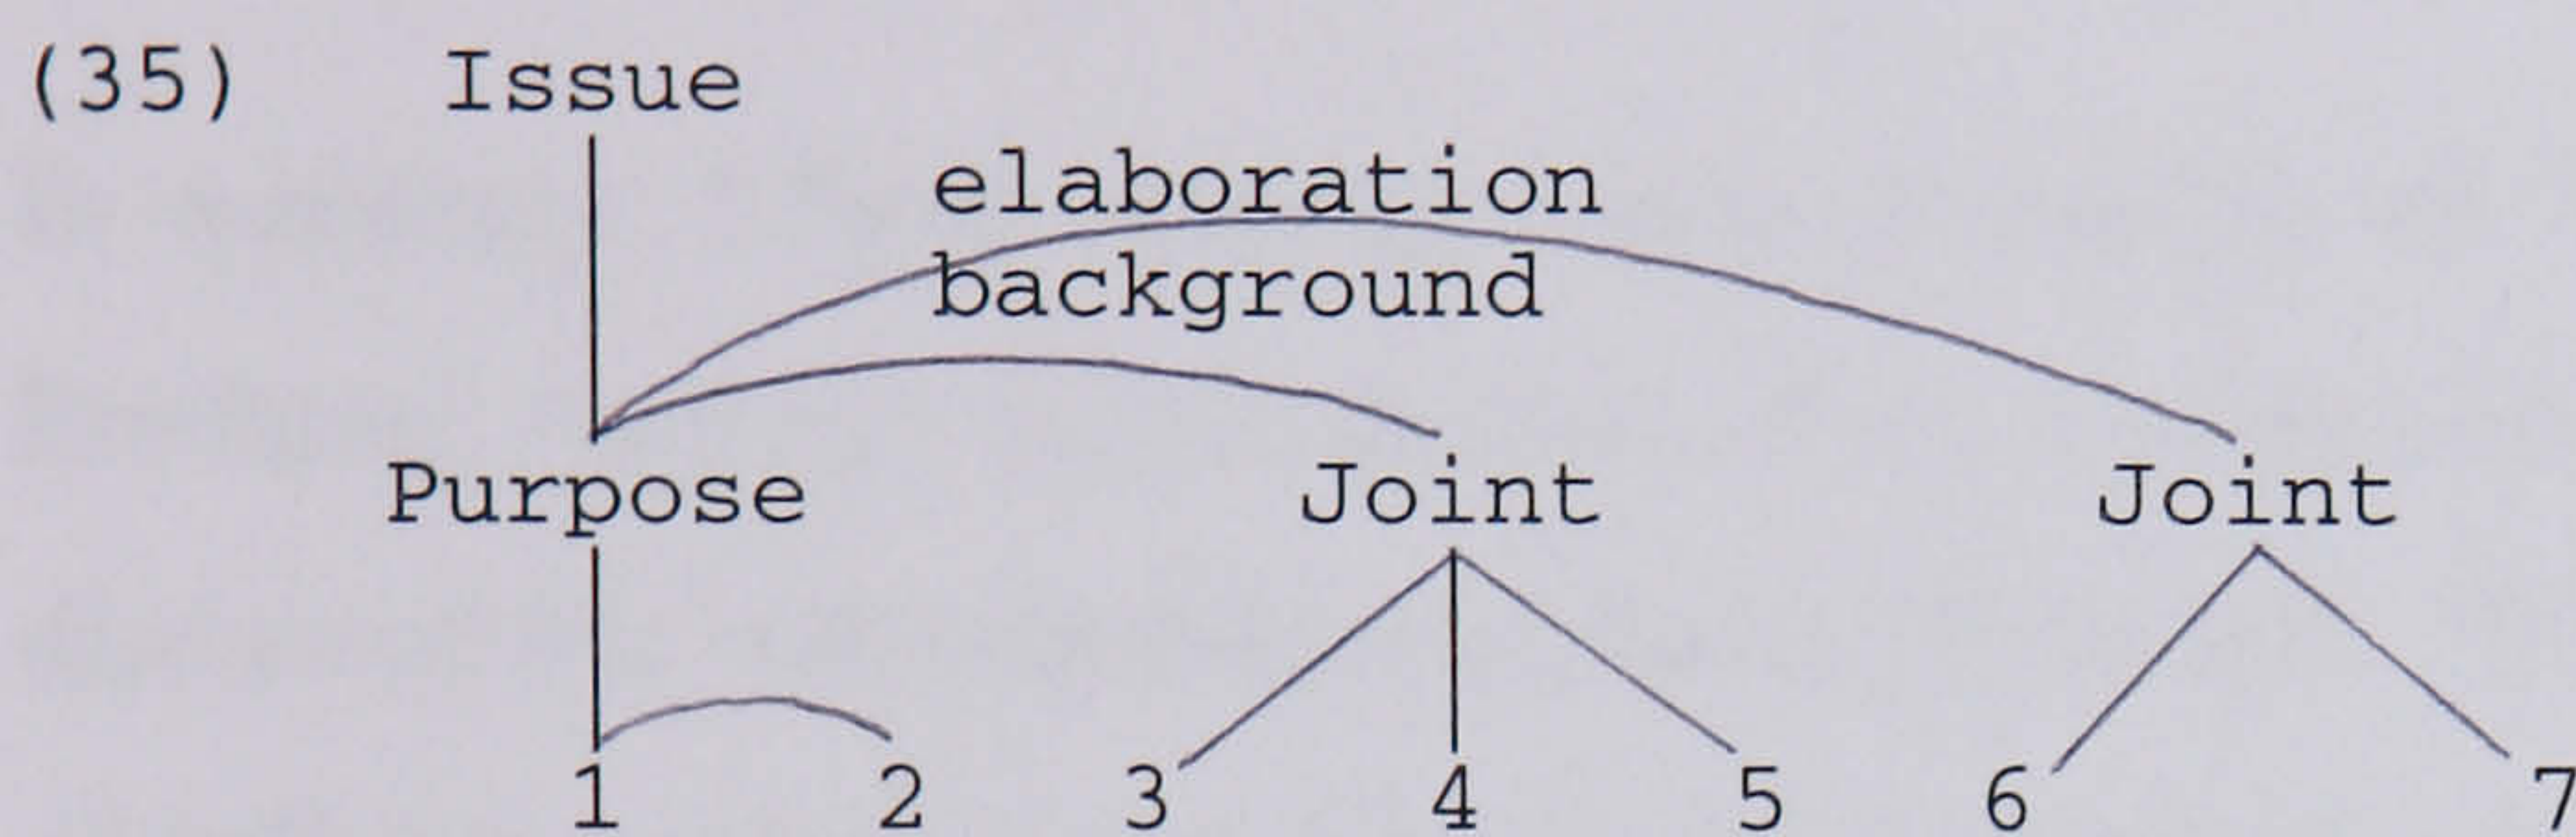 (35) Issue
elaboration
background
Purpose Joint Joint
1 2 3 4 5 6 7